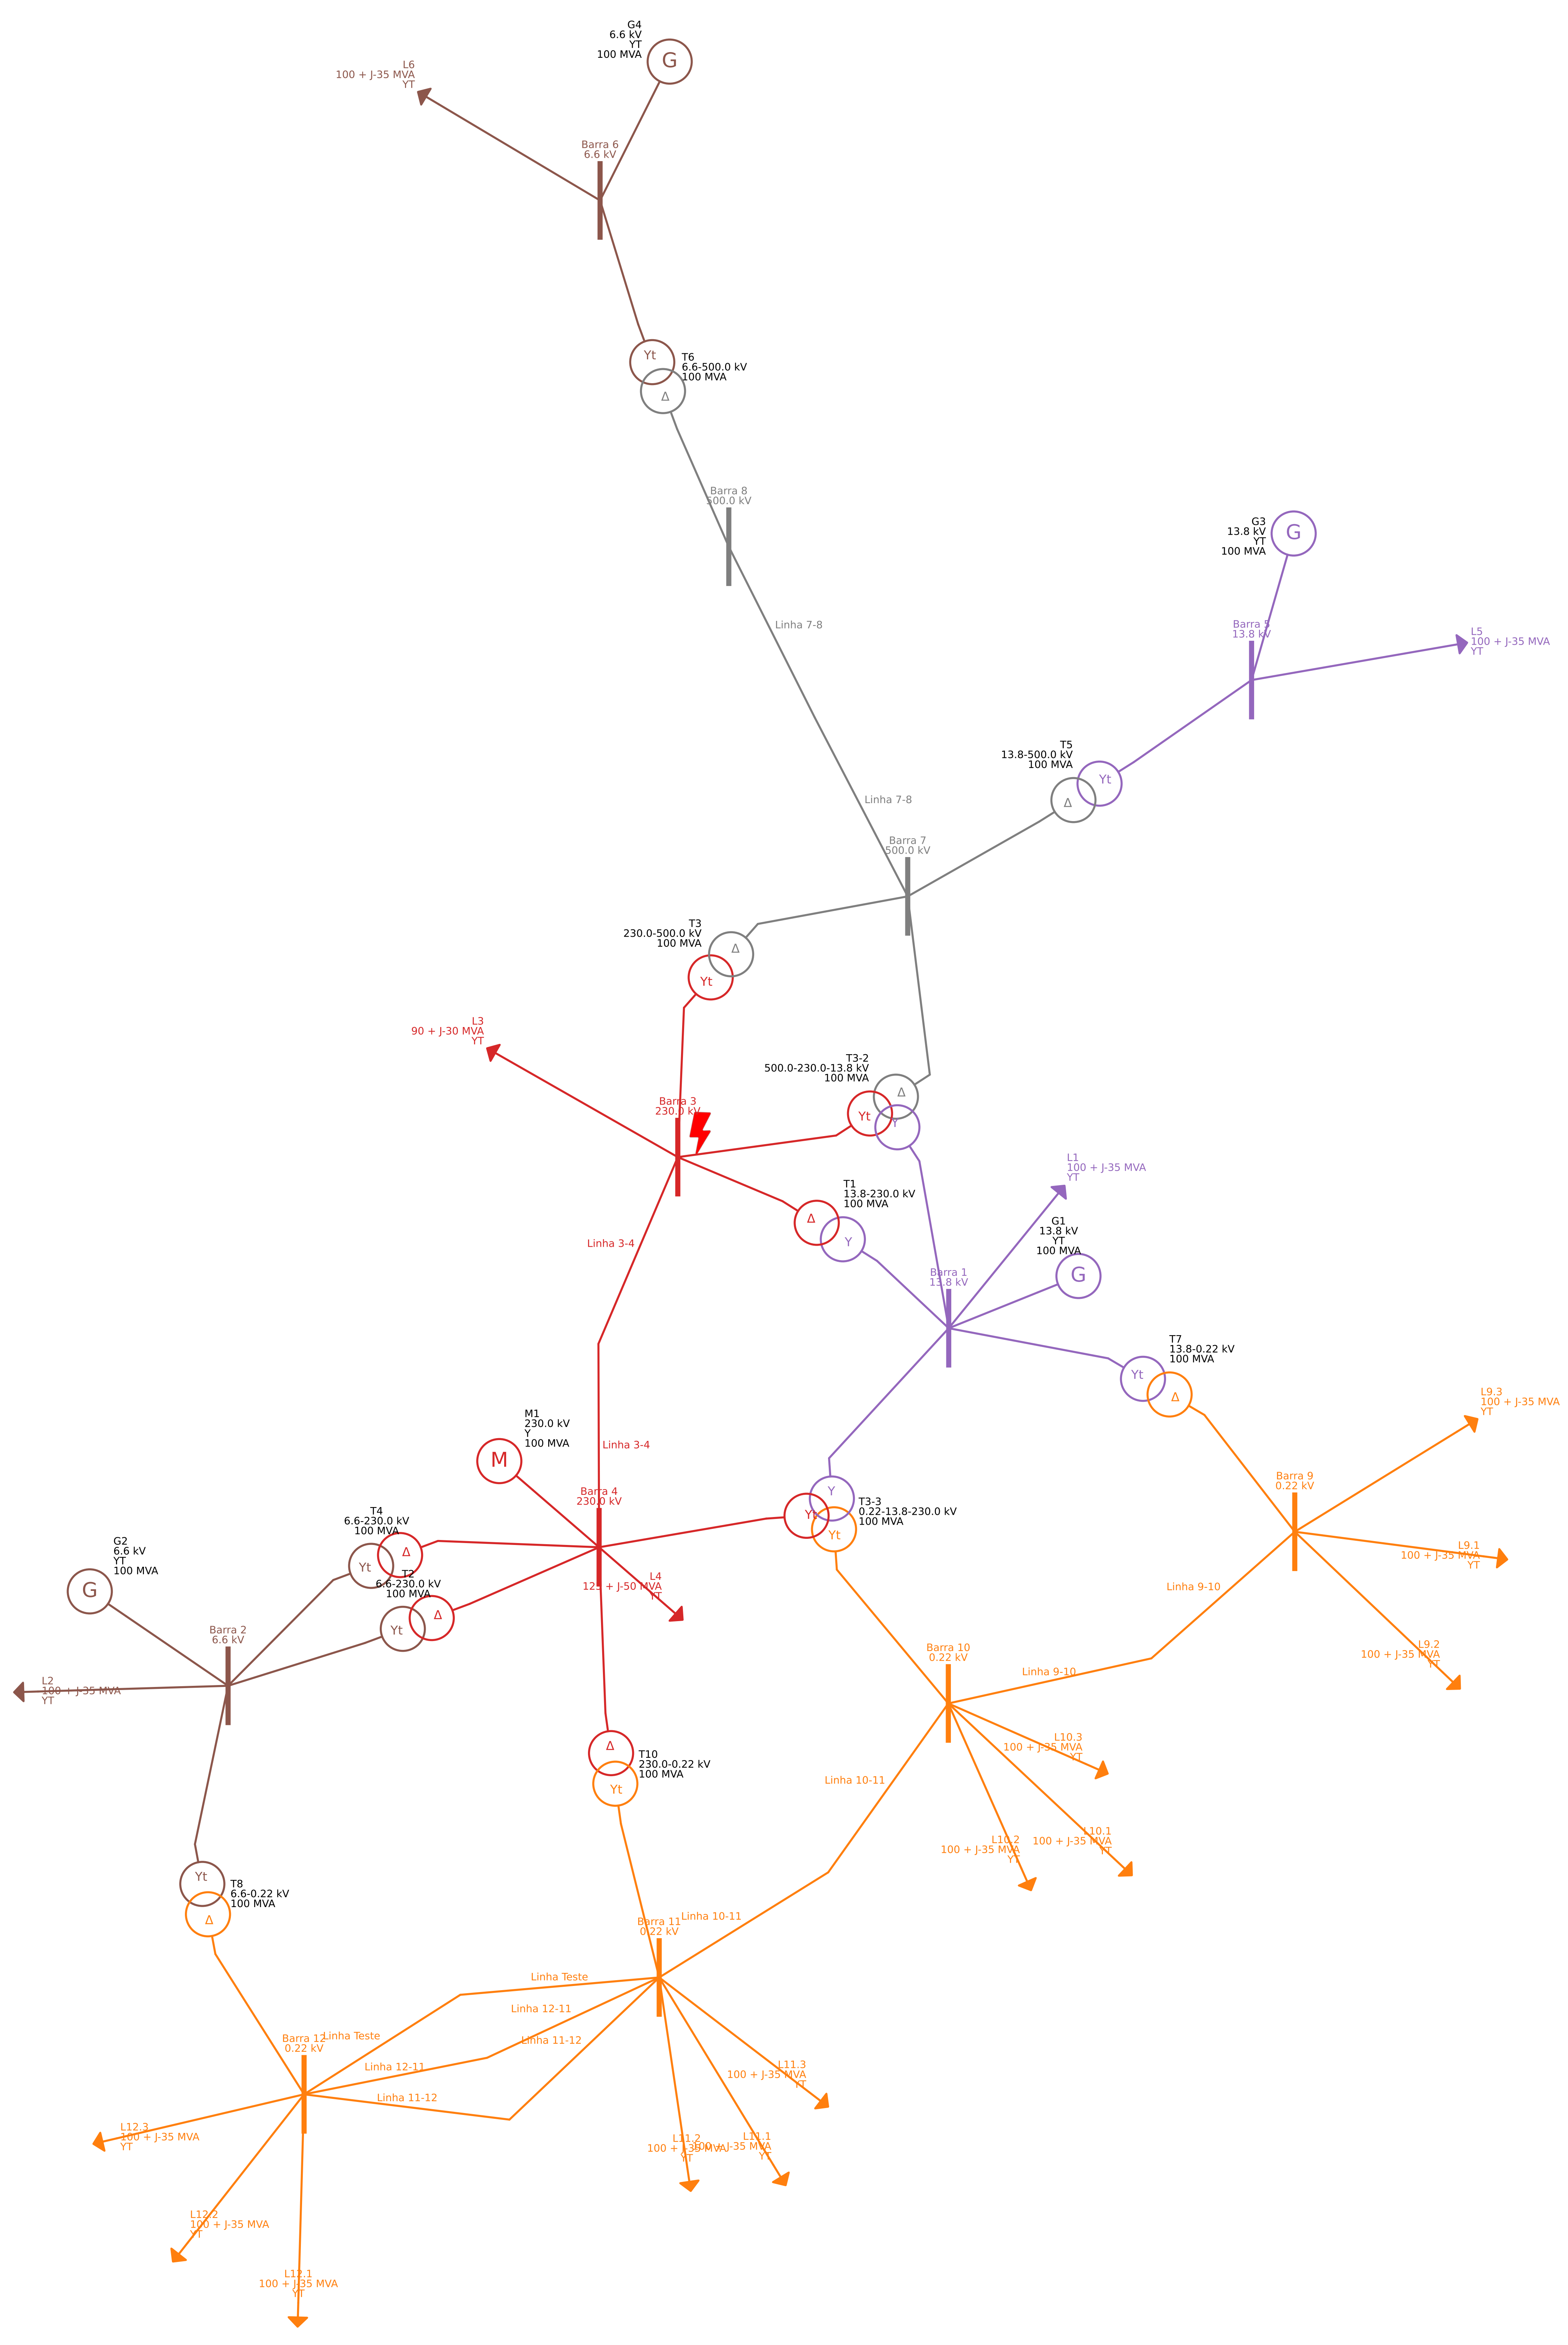 G4
6.6 kV
YT
100 MVA
G
L6
100 + J-35 MVA
YT
Barra 6
6.6 kV
Yt
Δ
T6
6.6-500.0 kV
100 MVA
Barra 8
500.0 kV
G3
13.8 kV
YT
100 MVA
G
Linha 7-8
Barra 5
13.8 kV
L5
100 + J-35 MVA
YT
T5
13.8-500.0 kV
100 MVA
Yt
Δ
Linha 7-8
Barra 7
500.0 kV
T3
230.0-500.0 kV
100 MVA
Δ
Yt
L3
90 + J-30 MVA
YT
T3-2
500.0-230.0-13.8 kV
100 MVA
Δ
Yt
Y
Barra 3
230.0 kV
L1
100 + J-35 MVA
YT
T1
13.8-230.0 kV
100 MVA
Δ
Y
G1
13.8 kV
YT
100 MVA
G
Linha 3-4
Barra 1
13.8 kV
T7
13.8-0.22 kV
100 MVA
Yt
Δ
L9.3
100 + J-35 MVA
YT
M1
230.0 kV
Y
100 MVA
M
Linha 3-4
Barra 9
0.22 kV
Barra 4
230.0 kV
Y
Yt
Yt
T3-3
0.22-13.8-230.0 kV
100 MVA
T4
6.6-230.0 kV
100 MVA
Δ
Yt
G2
6.6 kV
YT
100 MVA
G
L9.1
100 + J-35 MVA
YT
T2
6.6-230.0 kV
100 MVA
Δ
Yt
L4
125 + J-50 MVA
YT
Linha 9-10
Barra 2
6.6 kV
L9.2
100 + J-35 MVA
YT
Barra 10
0.22 kV
Linha 9-10
L2
100 + J-35 MVA
YT
L10.3
100 + J-35 MVA
YT
Δ
Yt
T10
230.0-0.22 kV
100 MVA
Linha 10-11
L10.1
100 + J-35 MVA
YT
L10.2
100 + J-35 MVA
YT
Yt
Δ
T8
6.6-0.22 kV
100 MVA
Linha 10-11
Barra 11
0.22 kV
Linha Teste
Linha 12-11
Linha 11-12
Linha Teste
Barra 12
0.22 kV
Linha 12-11
Linha 11-12
L11.3
100 + J-35 MVA
YT
L12.3
100 + J-35 MVA
YT
L11.2
100 + J-35 MVA
YT
L11.1
100 + J-35 MVA
YT
L12.2
100 + J-35 MVA
YT
L12.1
100 + J-35 MVA
YT